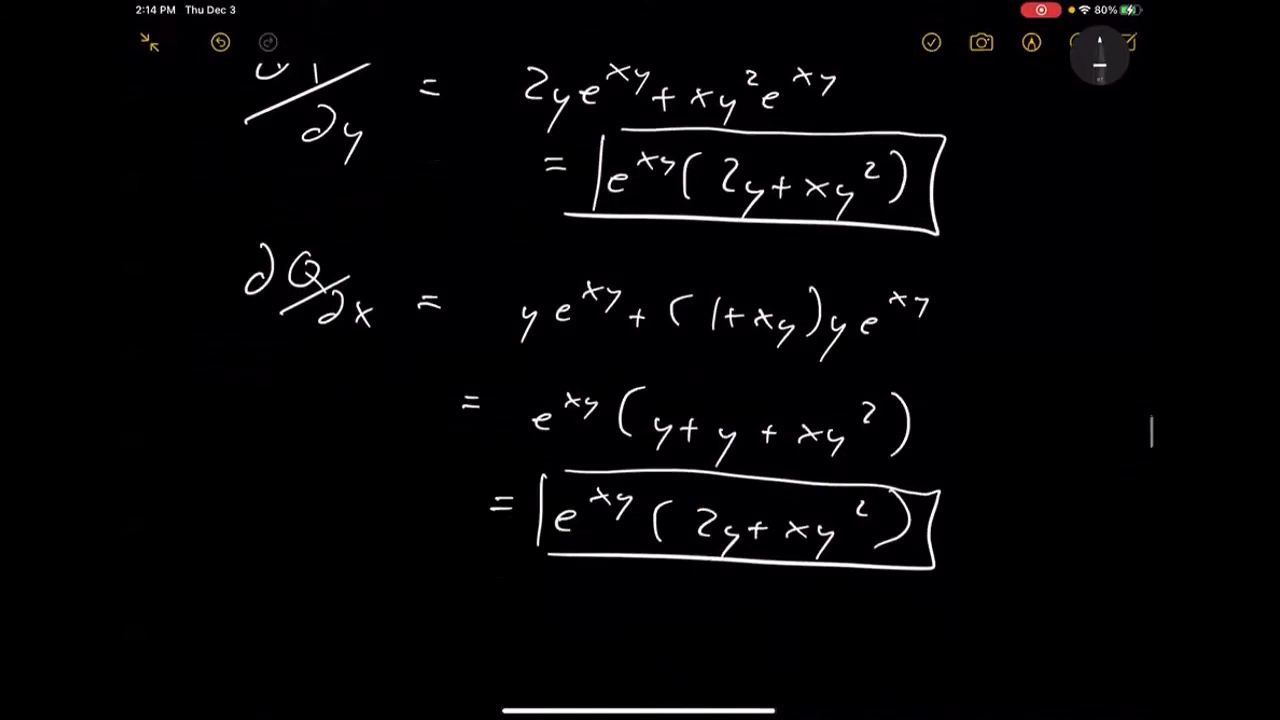 2:14 PM Thu Dec 3 80%
/∂y = 2ye^{xy} + xy²e^{xy}
= e^{xy}(2y + xy²)
∂Q/∂x = ye^{xy} + (1+xy)ye^{xy}
= e^{xy}(y + y + xy²)
= e^{xy}(2y + xy²)